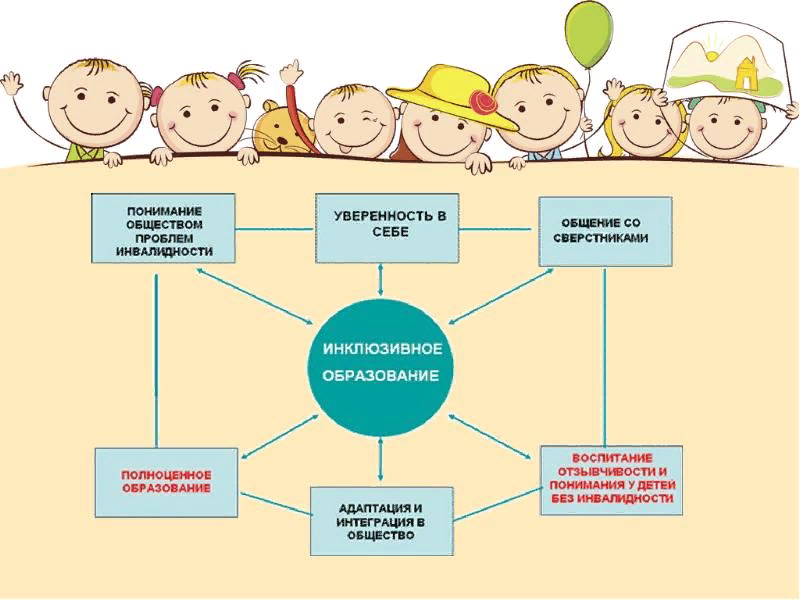 ПОНИМАНИЕ
ОБЩЕСТВОМ
ПРОБЛЕМ
ИНВАЛИДНОСТИ
УВЕРЕННОСТЬ В
СЕБЕ
ОБЩЕНИЕ СО
СВЕРСТНИКАМИ
ИНКЛЮЗИВНОЕ
ОБРАЗОВАНИЕ
ПОЛНОЦЕННОЕ
ОБРАЗОВАНИЕ
АДАПТАЦИЯ И
ИНТЕГРАЦИЯ В
ОБЩЕСТВО
ВОСПИТАНИЕ
ОТЗЫВЧИВОСТИ И
ПОНИМАНИЯ У ДЕТЕЙ
БЕЗ ИНВАЛИДНОСТИ